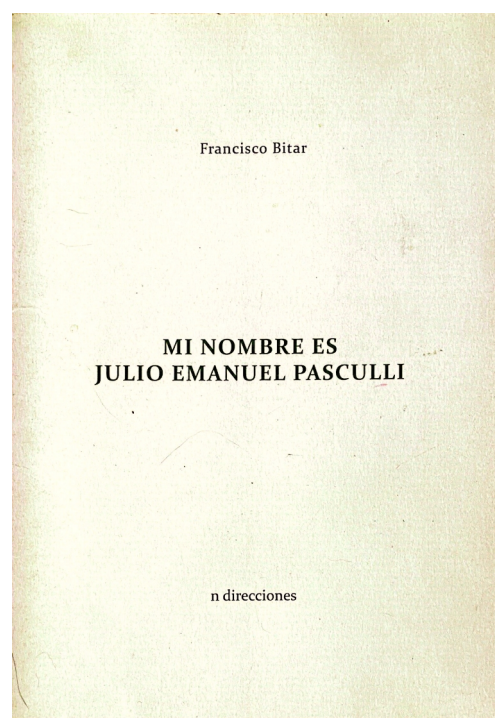 Francisco Bitar
MI NOMBRE ES
JULIO EMANUEL PASCULLI
n direcciones